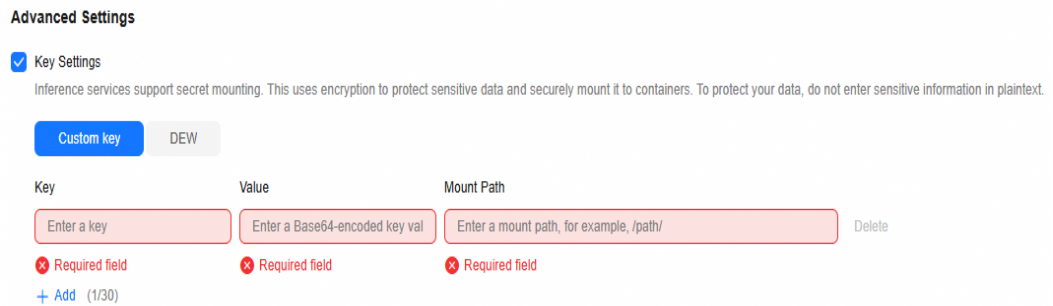 Advanced Settings
Key Settings
Inference services support secret mounting. This uses encryption to protect sensitive data and securely mount it to containers. To protect your data, do not enter sensitive information in plaintext.
Custom key DEW
Key Value Mount Path
Enter a key Enter a Base64-encoded key val Enter a mount path, for example, /path/ Delete
Required field Required field Required field
+ Add (1/30)